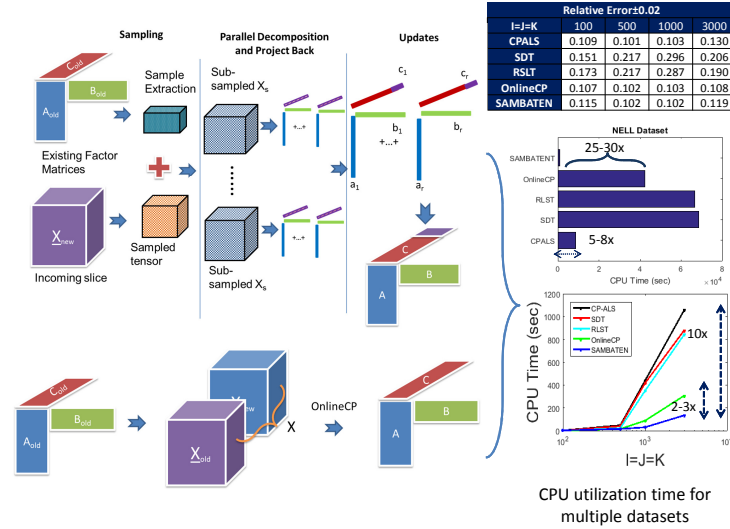 Sampling
Parallel Decomposition and Project Back
Updates
C_old
A_old
B_old
Sample Extraction
Existing Factor Matrices
X_new
Incoming slice
Sampled tensor
Sub-sampled X_s
+...+
+...+
Sub-sampled X_s
+...+
+...+
c_1
c_r
b_1
+...+
b_r
a_1
a_r
C
A
B
Relative Error±0.02
I=J=K 100 500 1000 3000
CPALS 0.109 0.101 0.103 0.130
SDT 0.151 0.217 0.296 0.206
RSLT 0.173 0.217 0.287 0.190
OnlineCP 0.107 0.102 0.103 0.108
SAMBATEN 0.115 0.102 0.102 0.119
NELL Dataset
25-30x
SAMBATENT
OnlineCP
RLST
SDT
CPALS
5-8x
0 2 4 6 8
CPU Time (sec) × 10^4
CPU Time (sec)
1200
1000
800
600
400
200
0
CP-ALS
SDT
RLST
OnlineCP
SAMBATEN
10x
2-3x
10^2 10^3 10^4
I=J=K
CPU utilization time for multiple datasets
C_old
A_old
B_old
X_old
X
OnlineCP
C
A
B